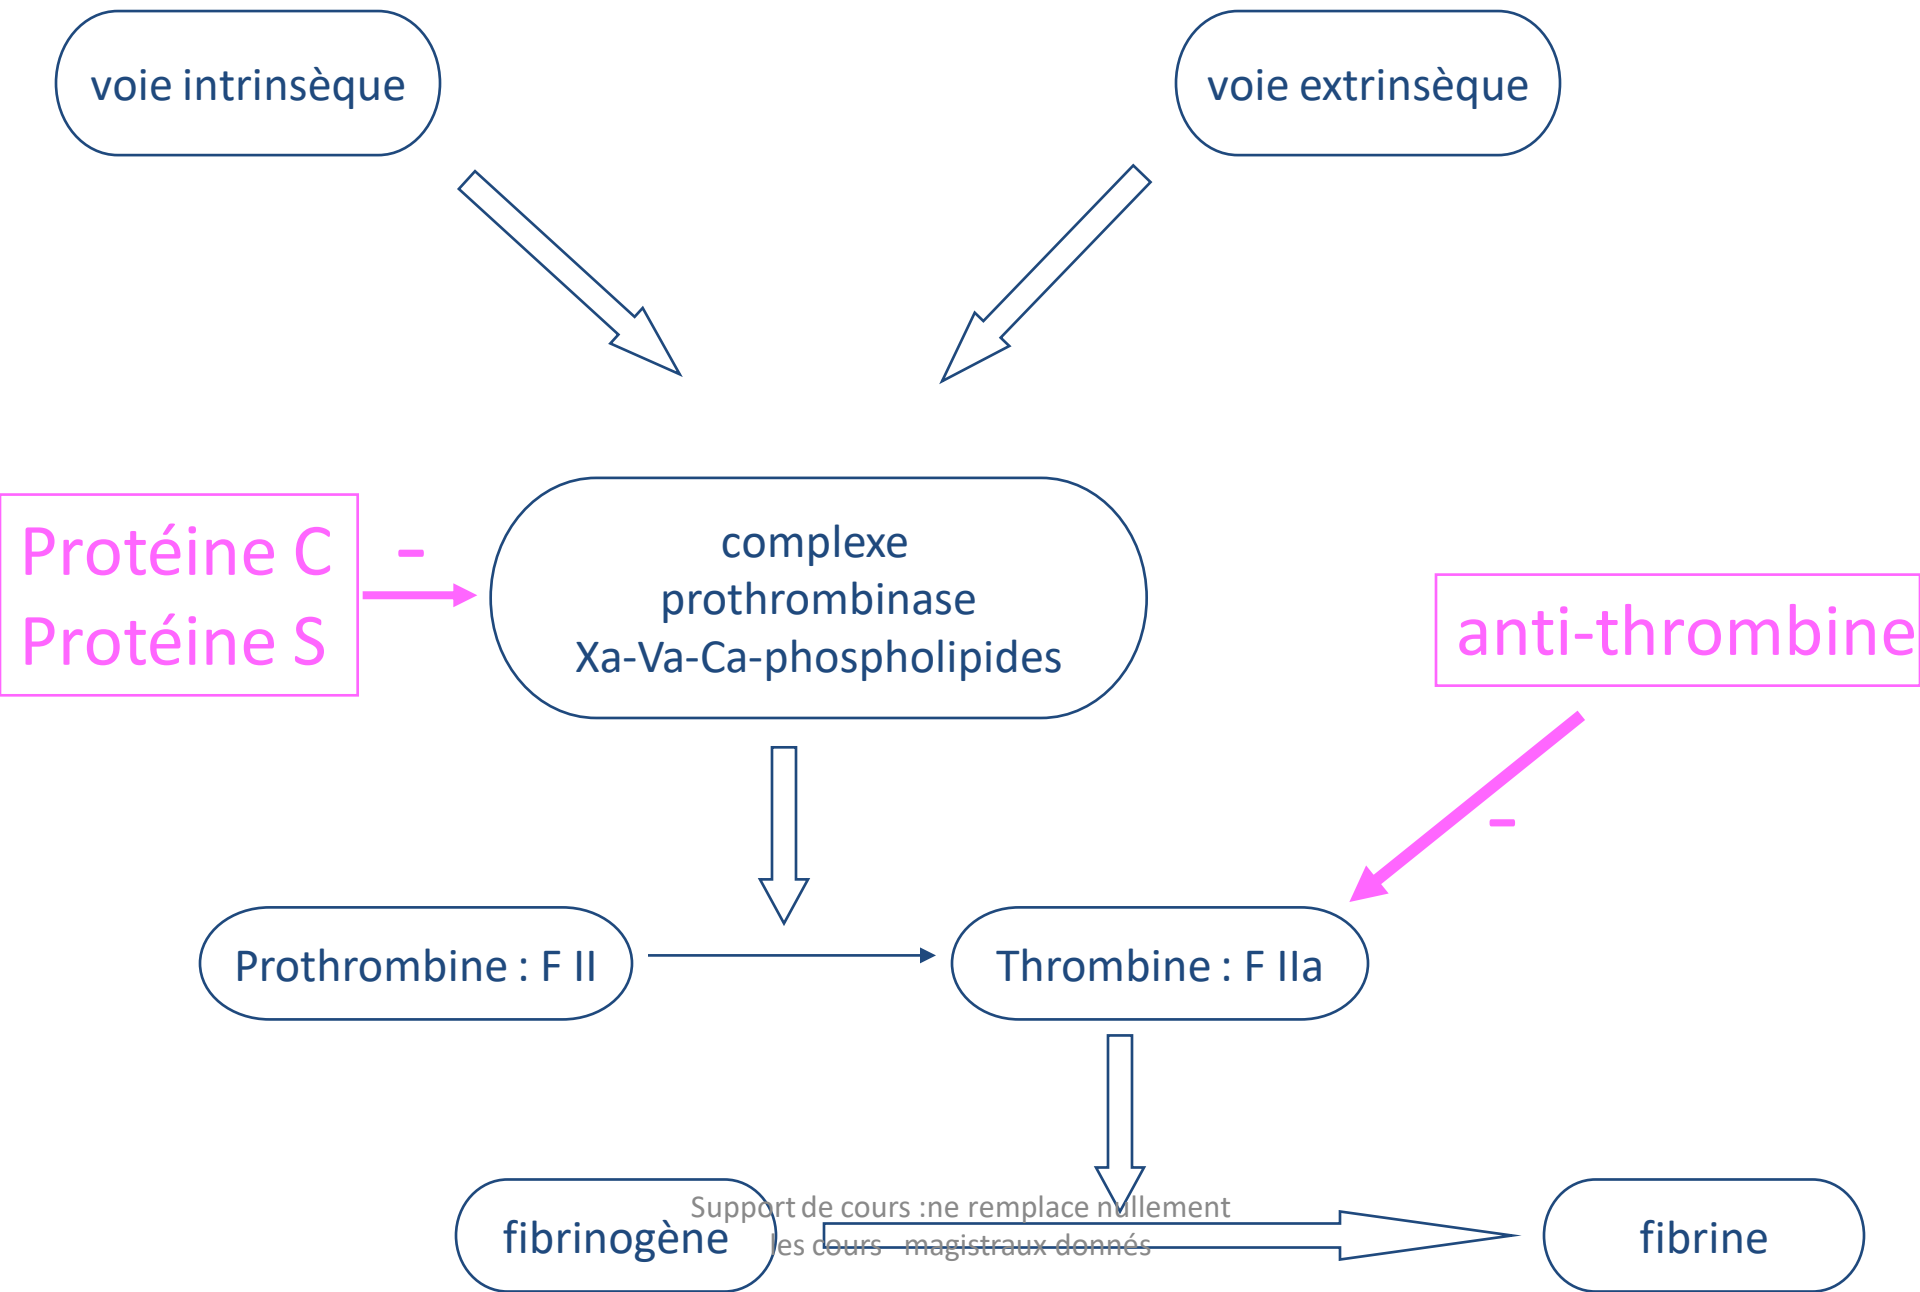 voie intrinsèque
voie extrinsèque
Protéine C
Protéine S
-
complexe
prothrombinase
Xa-Va-Ca-phospholipides
anti-thrombine
-
Prothrombine : F II
Thrombine : F IIa
fibrinogène
Support de cours :ne remplace nullement
les cours magistraux donnés
fibrine